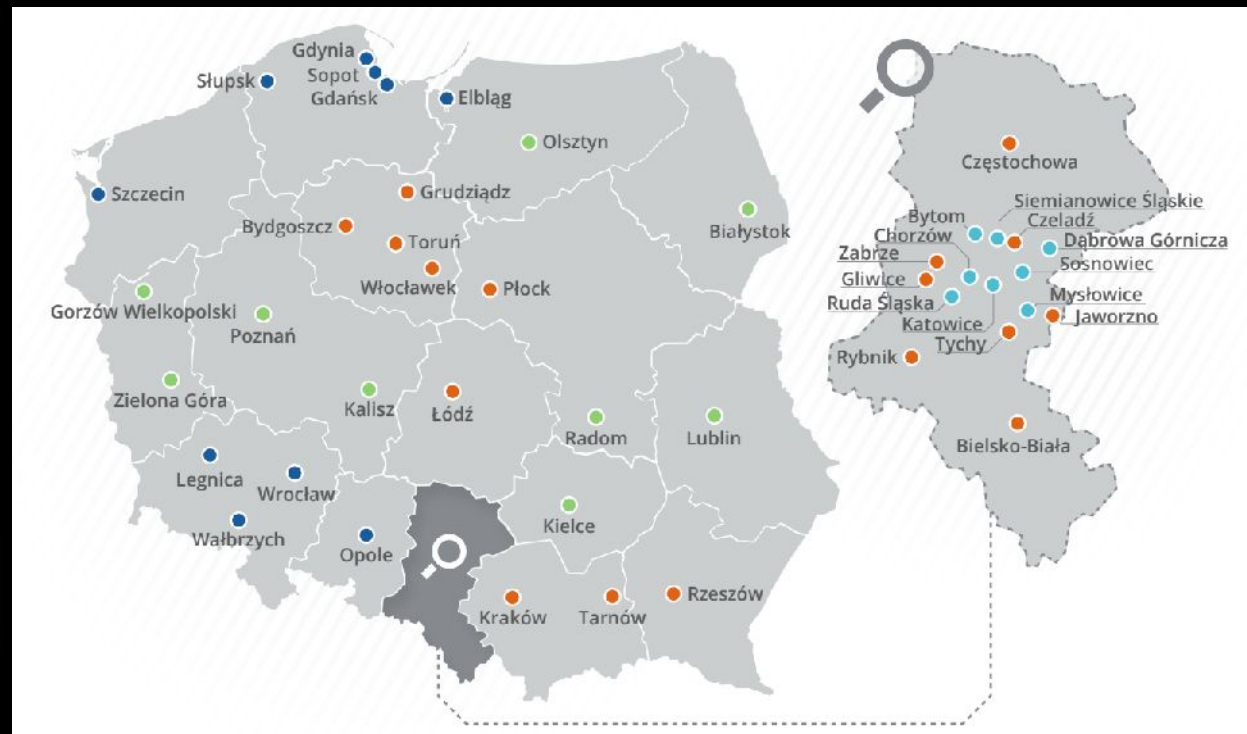 Gdynia
Sopot
Gdańsk
Słupsk
Elbląg
Olsztyn
Szczecin
Grudziądz
Bydgoszcz
Toruń
Białystok
Włocławek
Płock
Gorzów Wielkopolski
Poznań
Zielona Góra
Kalisz
Łódź
Radom
Lublin
Legnica
Wrocław
Wałbrzych
Opole
Kielce
Kraków
Tarnów
Rzeszów
Częstochowa
Siemianowice Śląskie
Bytom
Czeladź
Chorzów
Dąbrowa Górnicza
Zabrze
Sosnowiec
Gliwice
Mysłowice
Ruda Śląska
Jaworzno
Katowice
Tychy
Rybnik
Bielsko-Biała